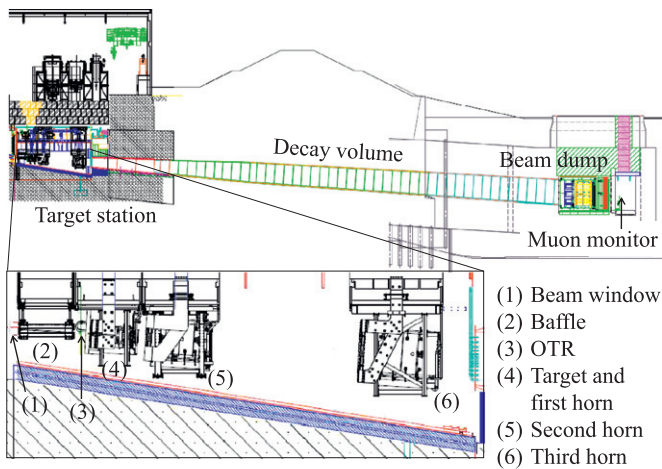 Decay volume
Beam dump
Target station
Muon monitor
(1) Beam window
(2) Baffle
(3) OTR
(4) Target and
first horn
(5) Second horn
(6) Third horn
(2)
(4)
(5)
(6)
(1)
(3)